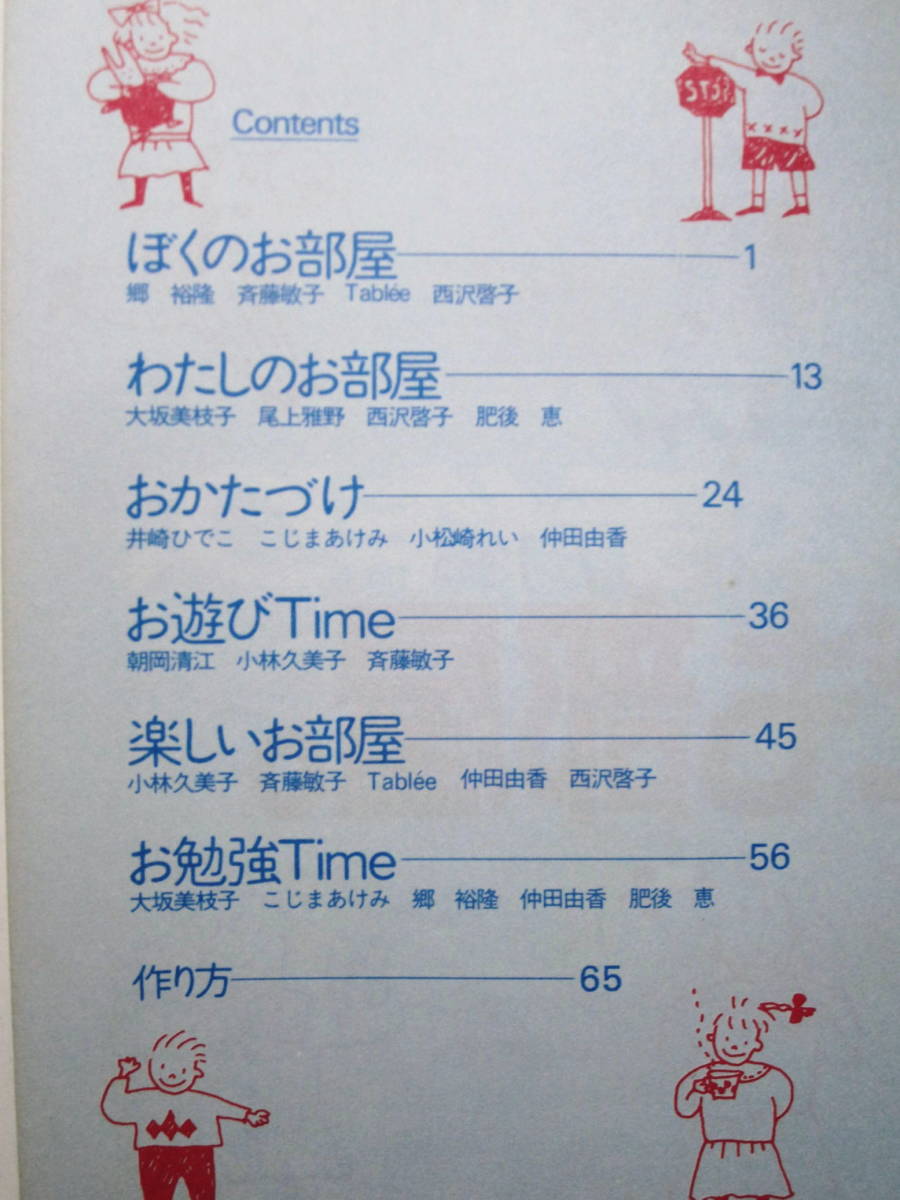 STOP
Contents
ぼくのお部屋 1
郷 裕隆 斉藤敏子 Tablée 西沢啓子
わたしのお部屋 13
大坂美枝子 尾上雅野 西沢啓子 肥後 恵
おかたづけ 24
井崎ひでこ こじまあけみ 小松崎れい 仲田由香
お遊びTime 36
朝岡清江 小林久美子 斉藤敏子
楽しいお部屋 45
小林久美子 斉藤敏子 Tablée 仲田由香 西沢啓子
お勉強Time 56
大坂美枝子 こじまあけみ 郷 裕隆 仲田由香 肥後 恵
作り方 65